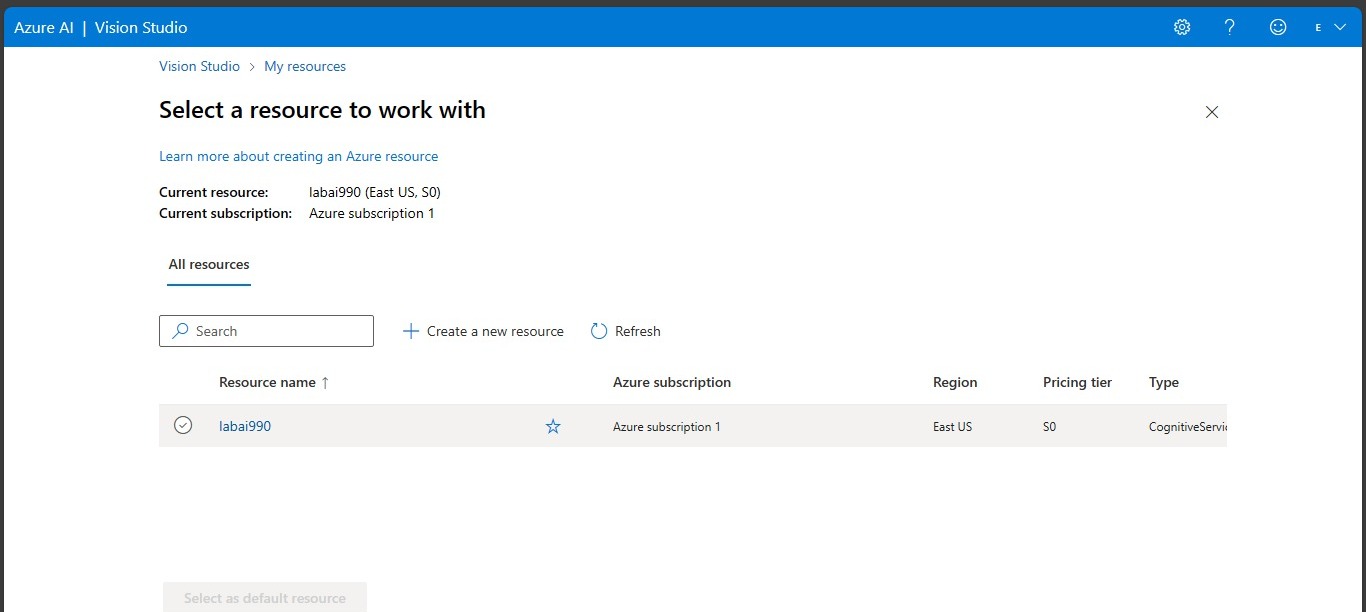 Azure AI | Vision Studio
E
Vision Studio > My resources
Select a resource to work with
Learn more about creating an Azure resource
Current resource: labai990 (East US, S0)
Current subscription: Azure subscription 1
All resources
Search Create a new resource Refresh
Resource name ↑ Azure subscription Region Pricing tier Type
labai990 Azure subscription 1 East US S0 CognitiveServic
Select as default resource